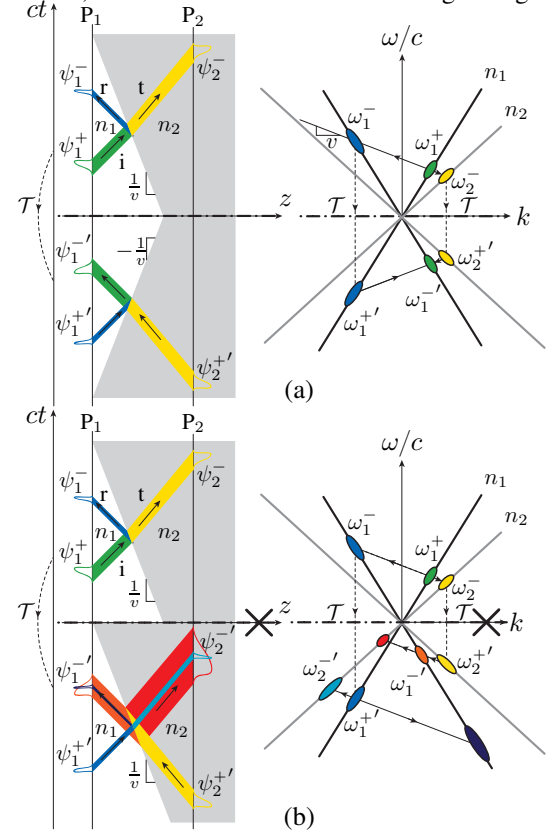 ct
P₁
P₂
ω/c
ψ₁⁻
r
t
ψ₂⁻
n₁
n₂
ψ₁⁺
i
1/v
𝒯
z
ω₁⁻
v
ω₁⁺
n₁
n₂
ω₂⁻
𝒯
𝒯
k
ψ₁⁻′
−1/v
ψ₁⁺′
ψ₂⁺′
ω₂⁺′
ω₁⁻′
ω₁⁺′
(a)
ct
P₁
P₂
ω/c
ψ₁⁻
r
t
ψ₂⁻
n₁
n₂
ψ₁⁺
i
1/v
𝒯
z
ω₁⁻
ω₁⁺
n₁
n₂
ω₂⁻
𝒯
𝒯
k
ψ₁⁻′
ψ₂⁻′
n₁
n₂
ψ₁⁺′
1/v
ψ₂⁺′
ω₂⁻′
ω₂⁺′
ω₁⁻′
ω₁⁺′
(b)